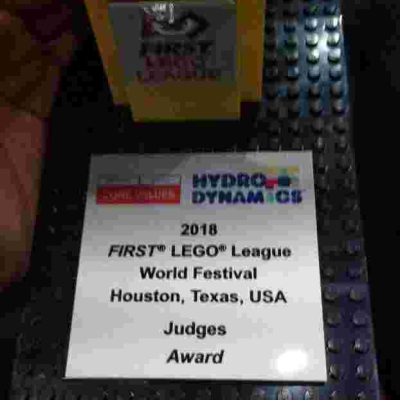 FIRST
LEGO
LEAGUE
CORE VALUES
HYDRO
DYNAMICS
2018
FIRST® LEGO® League
World Festival
Houston, Texas, USA
Judges
Award